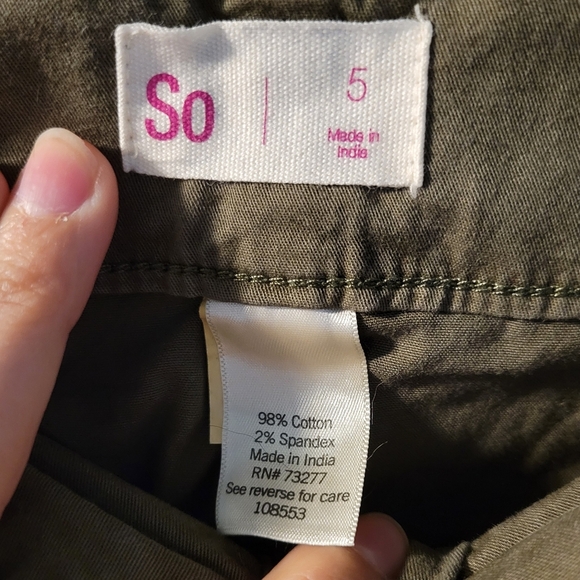 So
5
Made in
India
98% Cotton
2% Spandex
Made in India
RN# 73277
See reverse for care
108553